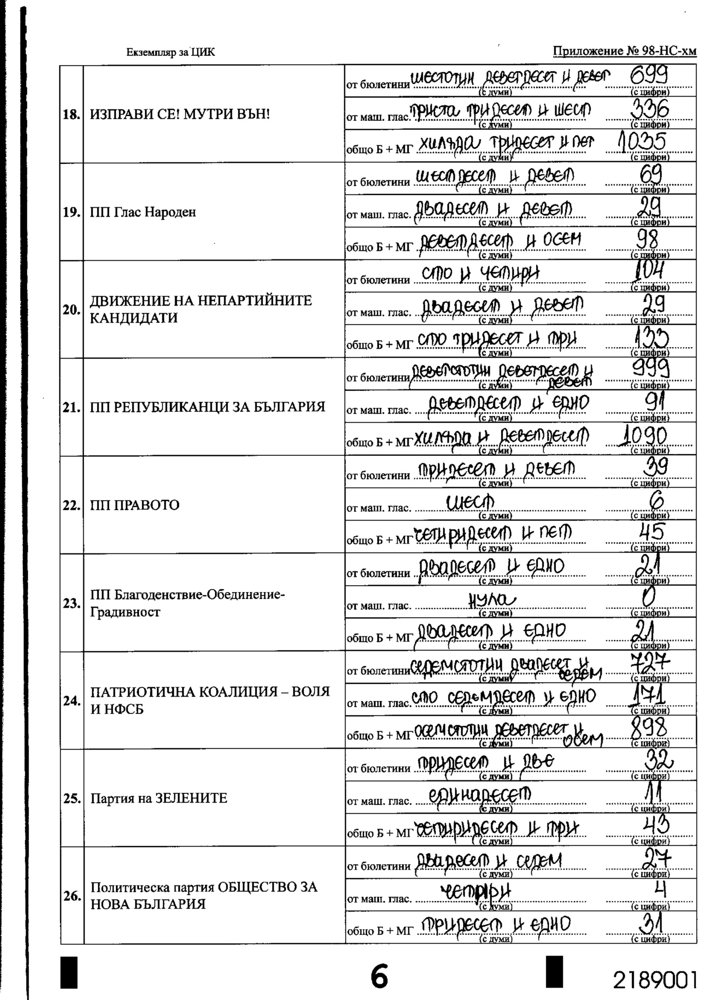 Екземпляр за ЦИК
Приложение № 98-НС-хм
18. ИЗПРАВИ СЕ! МУТРИ ВЪН!
от бюлетини шестотин деветдесет и девет 699
(с думи) (с цифри)
от маш. глас. триста тридесет и шест 336
(с думи) (с цифри)
общо Б + МГ хиляда тридесет и пет 1035
(с думи) (с цифри)
19. ПП Глас Народен
от бюлетини шестдесет и девет 69
(с думи) (с цифри)
от маш. глас. двадесет и девет 29
(с думи) (с цифри)
общо Б + МГ деветдесет и осем 98
(с думи) (с цифри)
20. ДВИЖЕНИЕ НА НЕПАРТИЙНИТЕ
КАНДИДАТИ
от бюлетини сто и четири 104
(с думи) (с цифри)
от маш. глас. двадесет и девет 29
(с думи) (с цифри)
общо Б + МГ сто тридесет и три 133
(с думи) (с цифри)
21. ПП РЕПУБЛИКАНЦИ ЗА БЪЛГАРИЯ
от бюлетини деветстотин деветдесет и 999
девет
(с думи) (с цифри)
от маш. глас. деветдесет и едно 91
(с думи) (с цифри)
общо Б + МГ хиляда и деветдесет 1090
(с думи) (с цифри)
22. ПП ПРАВОТО
от бюлетини тридесет и девет 39
(с думи) (с цифри)
от маш. глас. шест 6
(с думи) (с цифри)
общо Б + МГ четиридесет и пет 45
(с думи) (с цифри)
23. ПП Благоденствие-Обединение-
Градивност
от бюлетини двадесет и едно 21
(с думи) (с цифри)
от маш. глас. нула 0
(с думи) (с цифри)
общо Б + МГ двадесет и едно 21
(с думи) (с цифри)
24. ПАТРИОТИЧНА КОАЛИЦИЯ – ВОЛЯ
И НФСБ
от бюлетини седемстотин двадесет и 727
седем
(с думи) (с цифри)
от маш. глас. сто седемдесет и едно 171
(с думи) (с цифри)
общо Б + МГ осемстотин деветдесет и 898
осем
(с думи) (с цифри)
25. Партия на ЗЕЛЕНИТЕ
от бюлетини тридесет и две 32
(с думи) (с цифри)
от маш. глас. единадесет 11
(с думи) (с цифри)
общо Б + МГ четиридесет и три 43
(с думи) (с цифри)
26. Политическа партия ОБЩЕСТВО ЗА
НОВА БЪЛГАРИЯ
от бюлетини двадесет и седем 27
(с думи) (с цифри)
от маш. глас. четири 4
(с думи) (с цифри)
общо Б + МГ тридесет и едно 31
(с думи) (с цифри)
6
2189001